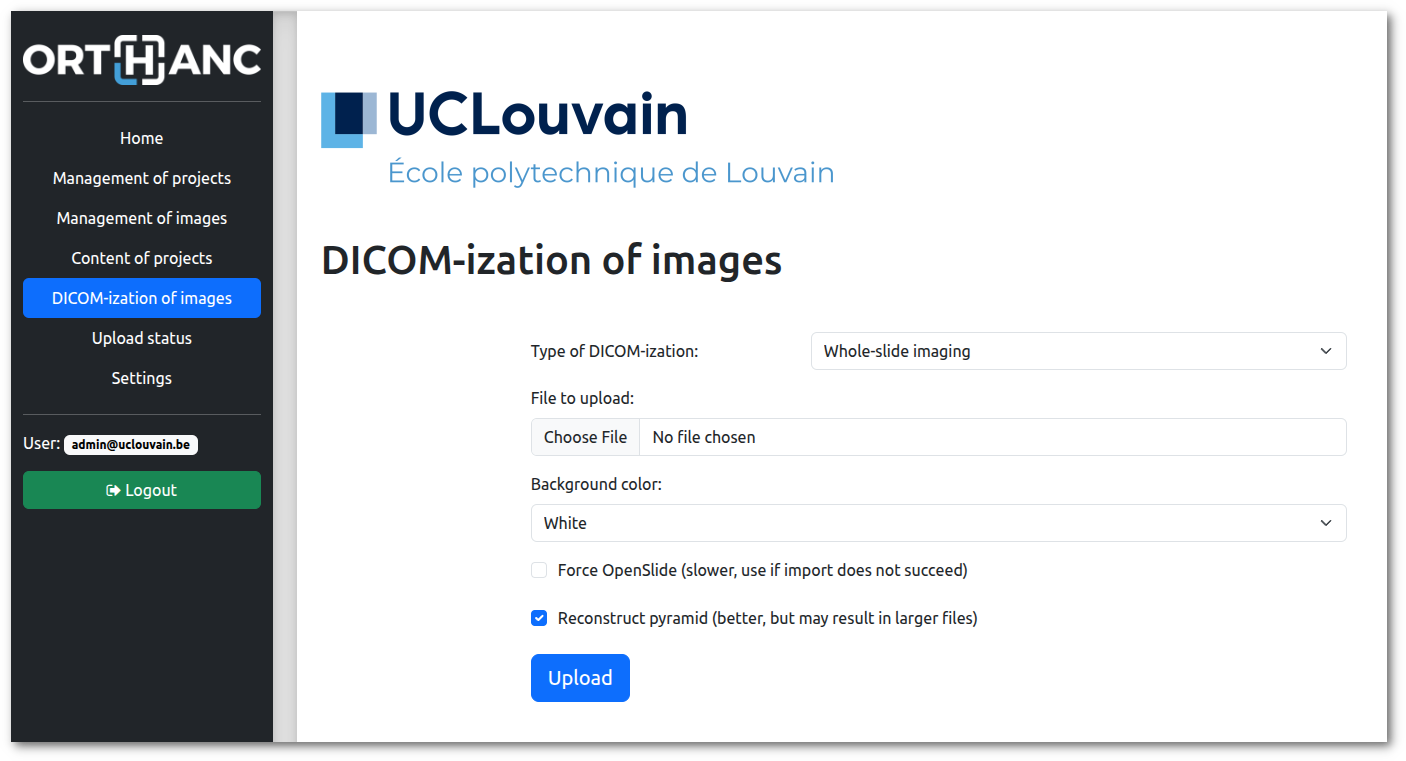 ORTHANC
Home
Management of projects
Management of images
Content of projects
DICOM-ization of images
Upload status
Settings
User: admin@uclouvain.be
Logout
UCLouvain
École polytechnique de Louvain
DICOM-ization of images
Type of DICOM-ization: Whole-slide imaging
File to upload:
Choose File No file chosen
Background color:
White
Force OpenSlide (slower, use if import does not succeed)
Reconstruct pyramid (better, but may result in larger files)
Upload